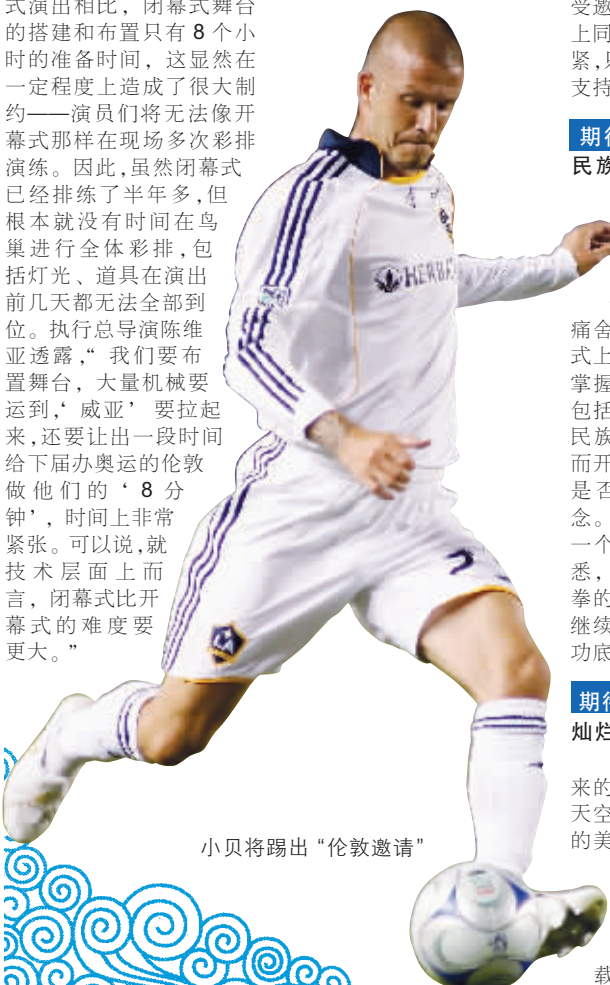 式演出相比，闭幕式舞台
的搭建和布置只有 8 个小
时的准备时间，这显然在
一定程度上造成了很大制
约——演员们将无法像开
幕式那样在现场多次彩排
演练。因此,虽然闭幕式
已经排练了半年多,但
根本就没有时间在鸟
巢进行全体彩排,包
括灯光、道具在演出
前几天都无法全部到
位。执行总导演陈维
亚透露,“我们要布
置舞台，大量机械要
运到,‘威亚’要拉起
来,还要让出一段时间
给下届办奥运的伦敦
做他们的‘8分
钟’，时间上非常
紧张。可以说,就
技术层面上而
言，闭幕式比开
幕式的难度要
更大。”
HERBA
LA
小贝将踢出“伦敦邀请”
受邀
上同
紧,只
支持
期待
民族
痛舍
式上
掌握
包括
民族
而开
是否
念。
一个
悉，
拳的
继续
功底
期待
灿烂
来的
天空
的美
载